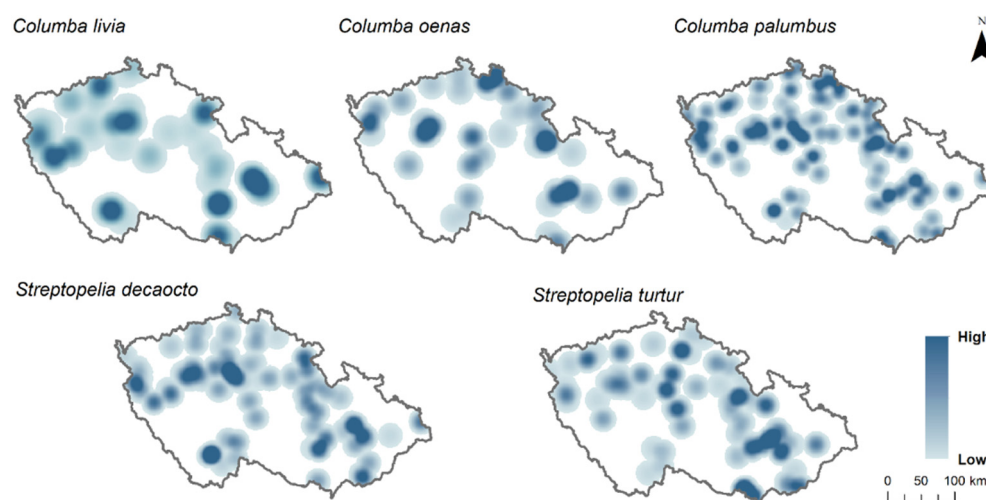 Columba livia
Columba oenas
Columba palumbus
N
Streptopelia decaocto
Streptopelia turtur
High
Low
0 50 100 km